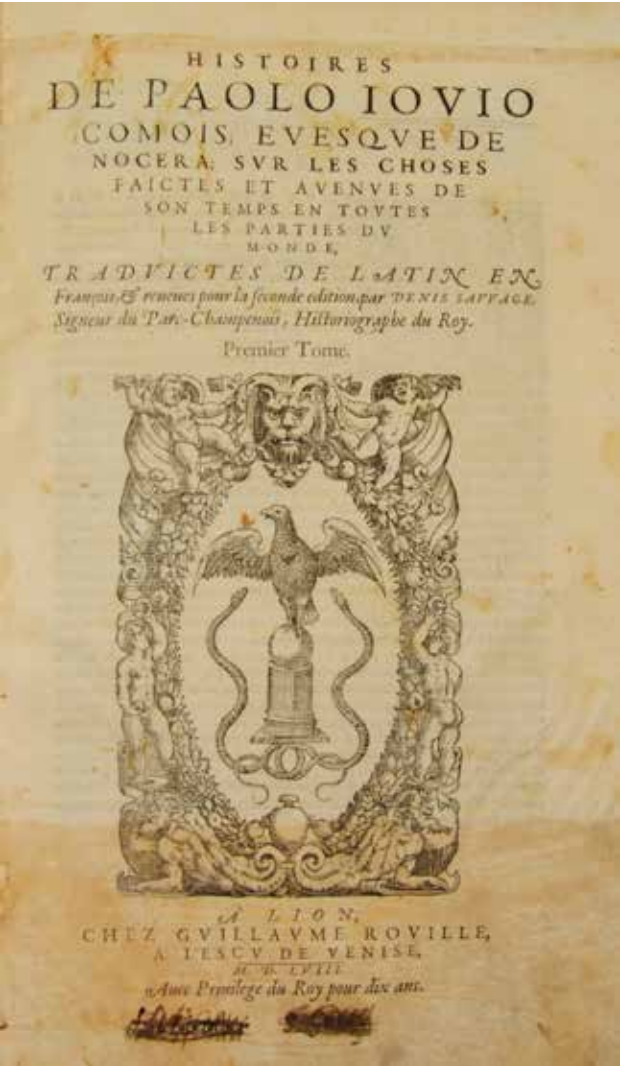 HISTOIRES
DE PAOLO IOVIO
COMOIS, EVESQVE DE
NOCERA, SVR LES CHOSES
FAICTES ET AVENVES DE
SON TEMPS EN TOVTES
LES PARTIES DV
MONDE,
TRADVICTES DE LATIN EN
François, & reueues pour la seconde edition, par DENIS SAVVAGE,
Signeur du Parc-Champenois, Historiographe du Roy.
Premier Tome.
A LION,
CHEZ GVILLAVME ROVILLE,
A L'ESCV DE VENISE,
M. D. LVIII.
Auec Priuilege du Roy pour dix ans.